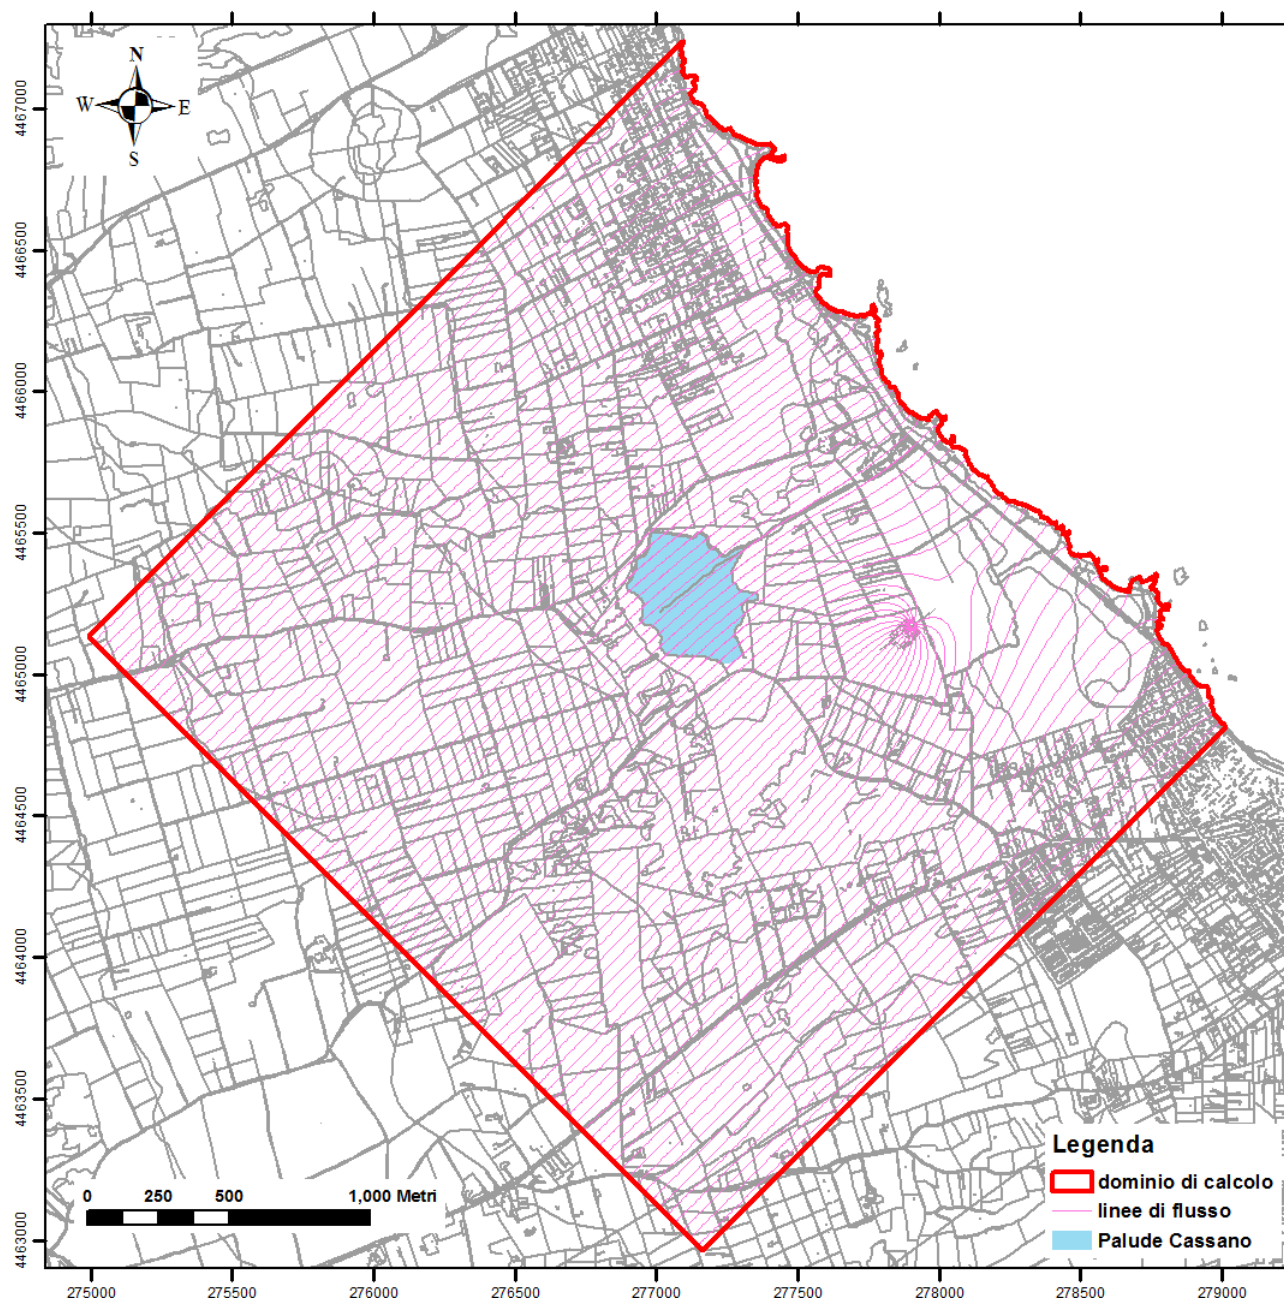 N
W E
S
4467000
4466500
4466000
4465500
4465000
4464500
4464000
4463500
4463000
0 250 500 1,000 Metri
Legenda
dominio di calcolo
linee di flusso
Palude Cassano
275000 275500 276000 276500 277000 277500 278000 278500 279000